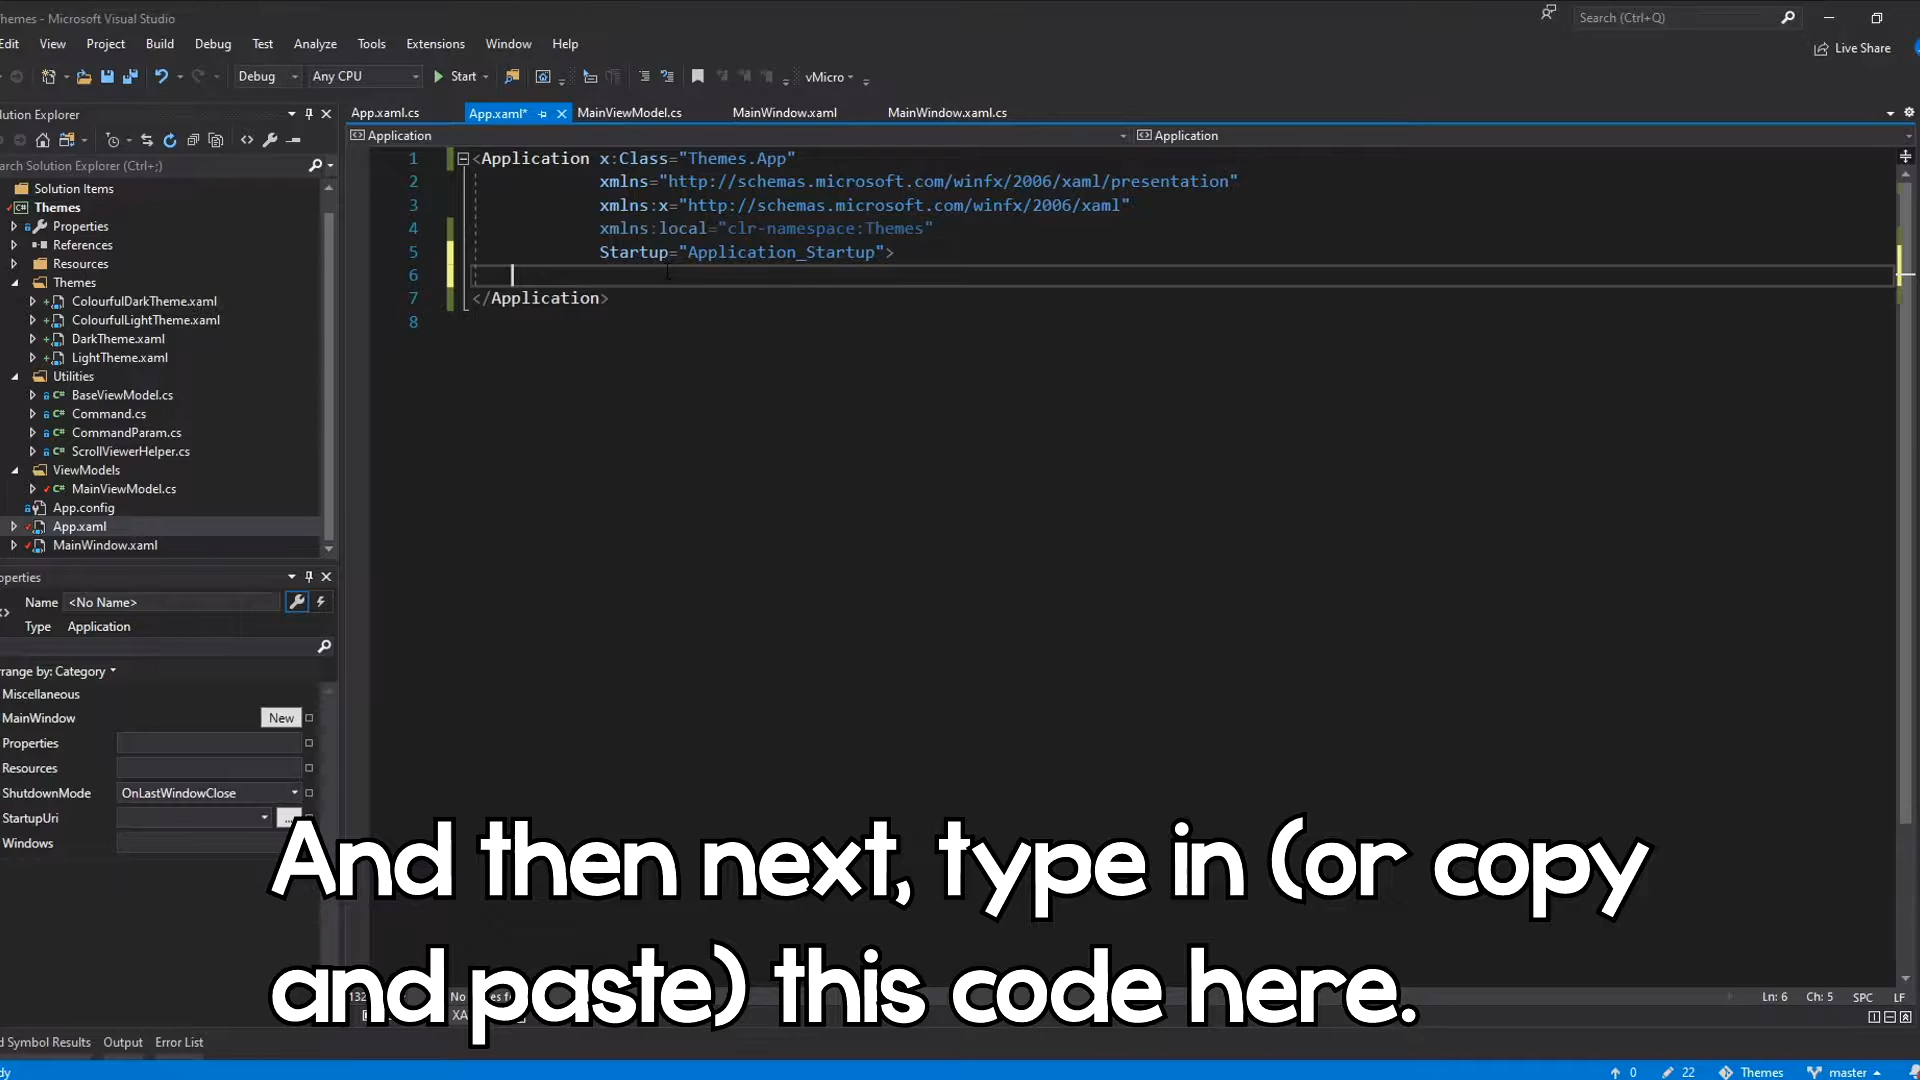 Themes - Microsoft Visual Studio
Search (Ctrl+Q)
Edit View Project Build Debug Test Analyze Tools Extensions Window Help
Live Share
Debug Any CPU Start vMicro
Solution Explorer
Search Solution Explorer (Ctrl+;)
Solution Items
Themes
Properties
References
Resources
Themes
ColourfulDarkTheme.xaml
ColourfulLightTheme.xaml
DarkTheme.xaml
LightTheme.xaml
Utilities
BaseViewModel.cs
Command.cs
CommandParam.cs
ScrollViewerHelper.cs
ViewModels
MainViewModel.cs
App.config
App.xaml
MainWindow.xaml
App.xaml.cs App.xaml* MainViewModel.cs MainWindow.xaml MainWindow.xaml.cs
Application Application
1 <Application x:Class="Themes.App"
2 xmlns="http://schemas.microsoft.com/winfx/2006/xaml/presentation"
3 xmlns:x="http://schemas.microsoft.com/winfx/2006/xaml"
4 xmlns:local="clr-namespace:Themes"
5 Startup="Application_Startup">
6
7 </Application>
8
Properties
Name <No Name>
Type Application
Arrange by: Category
Miscellaneous
MainWindow New
Properties
Resources
ShutdownMode OnLastWindowClose
StartupUri ...
Windows
And then next, type in (or copy
and paste) this code here.
Ln: 6 Ch: 5 SPC LF
d Symbol Results Output Error List
dy 0 22 Themes master